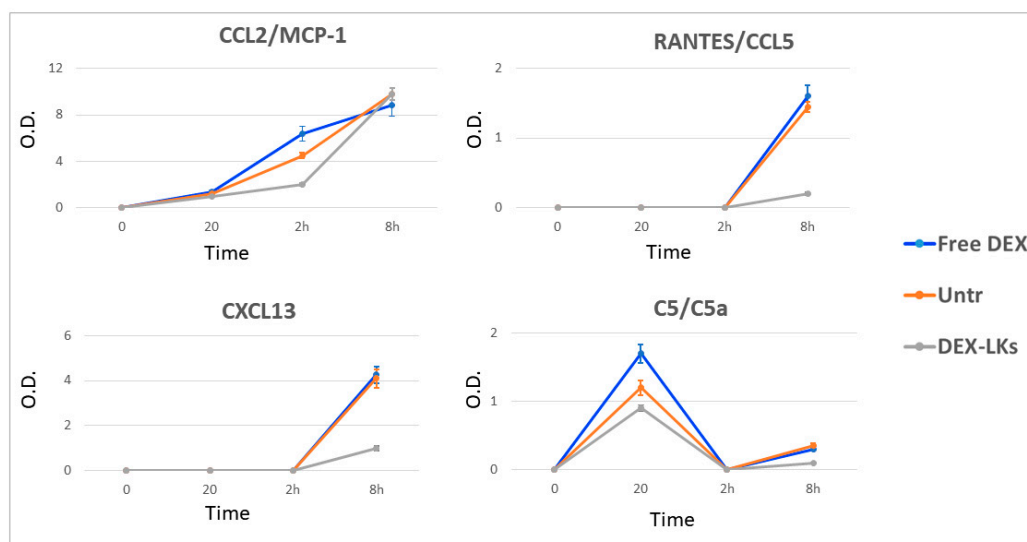 CCL2/MCP-1
12
8
4
0
O.D.
0 20 2h 8h
Time
RANTES/CCL5
2
1
0
O.D.
0 20 2h 8h
Time
CXCL13
6
4
2
0
O.D.
0 20 2h 8h
Time
C5/C5a
2
1
0
O.D.
0 20 2h 8h
Time
Free DEX
Untr
DEX-LKs